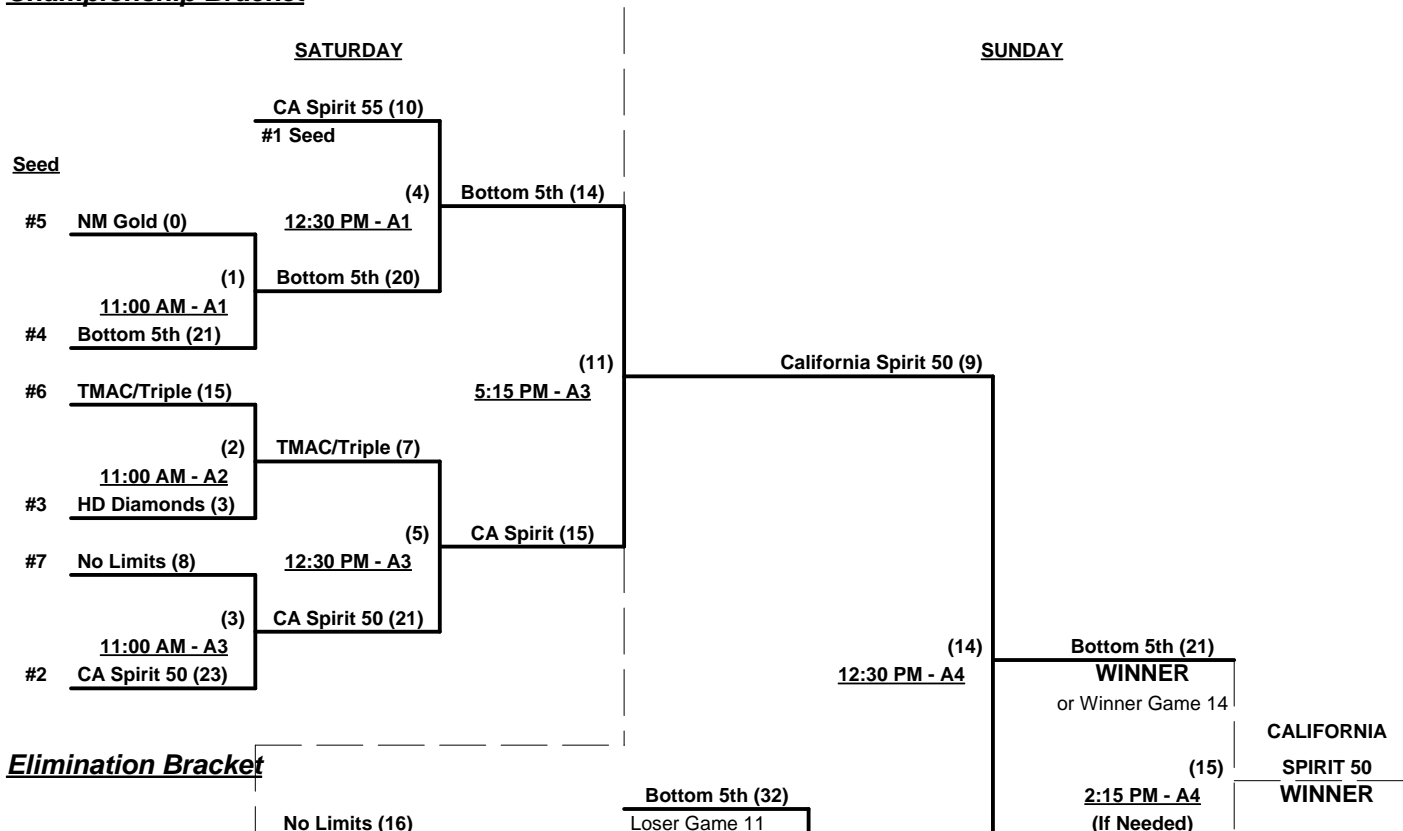 SATURDAY
SUNDAY
CA Spirit 55 (10)
#1 Seed
Seed
(4)
Bottom 5th (14)
#5
NM Gold (0)
12:30 PM - A1
(1)
Bottom 5th (20)
11:00 AM - A1
#4
Bottom 5th (21)
(11)
California Spirit 50 (9)
#6
TMAC/Triple (15)
5:15 PM - A3
(2)
TMAC/Triple (7)
11:00 AM - A2
#3
HD Diamonds (3)
(5)
CA Spirit (15)
#7
No Limits (8)
12:30 PM - A3
(3)
CA Spirit 50 (21)
11:00 AM - A3
(14)
Bottom 5th (21)
#2
CA Spirit 50 (23)
12:30 PM - A4
WINNER
or Winner Game 14
CALIFORNIA
Elimination Bracket
(15)
SPIRIT 50
Bottom 5th (32)
2:15 PM - A4
WINNER
No Limits (16)
Loser Game 11
(If Needed)